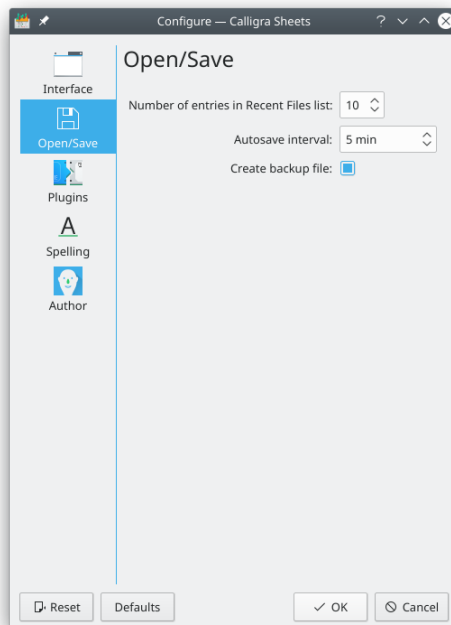 Configure — Calligra Sheets
Open/Save
Interface
Open/Save
Plugins
A
Spelling
Author
Number of entries in Recent Files list: 10
Autosave interval: 5 min
Create backup file:
Reset
Defaults
OK
Cancel